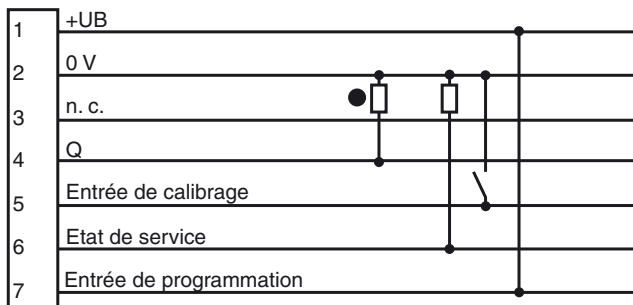 1 +UB
2 0 V
3 n. c.
4 Q
5 Entrée de calibrage
6 Etat de service
7 Entrée de programmation